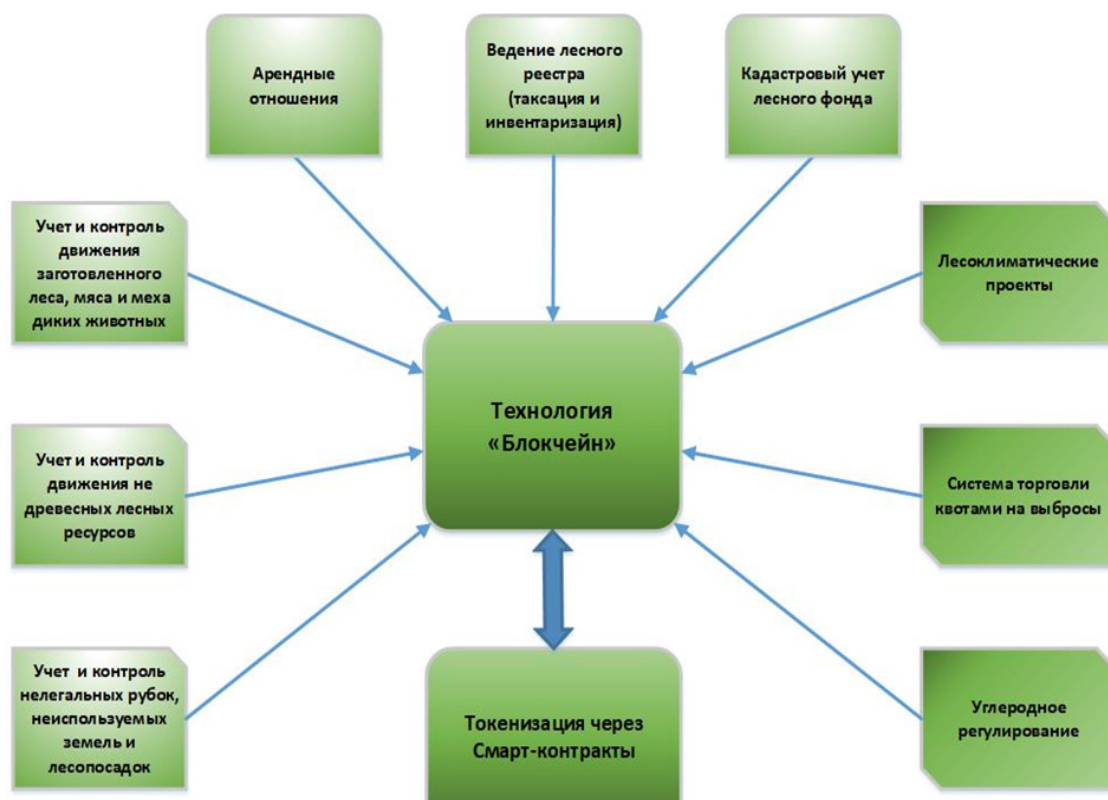 Арендные
отношения
Ведение лесного
реестра
(таксация и
инвентаризация)
Кадастровый учет
лесного фонда
Учет и контроль
движения
заготовленного
леса, мяса и меха
диких животных
Лесоклиматические
проекты
Технология
«Блокчейн»
Учет и контроль
движения не
древесных лесных
ресурсов
Система торговли
квотами на выбросы
Учет и контроль
нелегальных рубок,
неиспользуемых
земель и
лесопосадок
Токенизация через
Смарт-контракты
Углеродное
регулирование